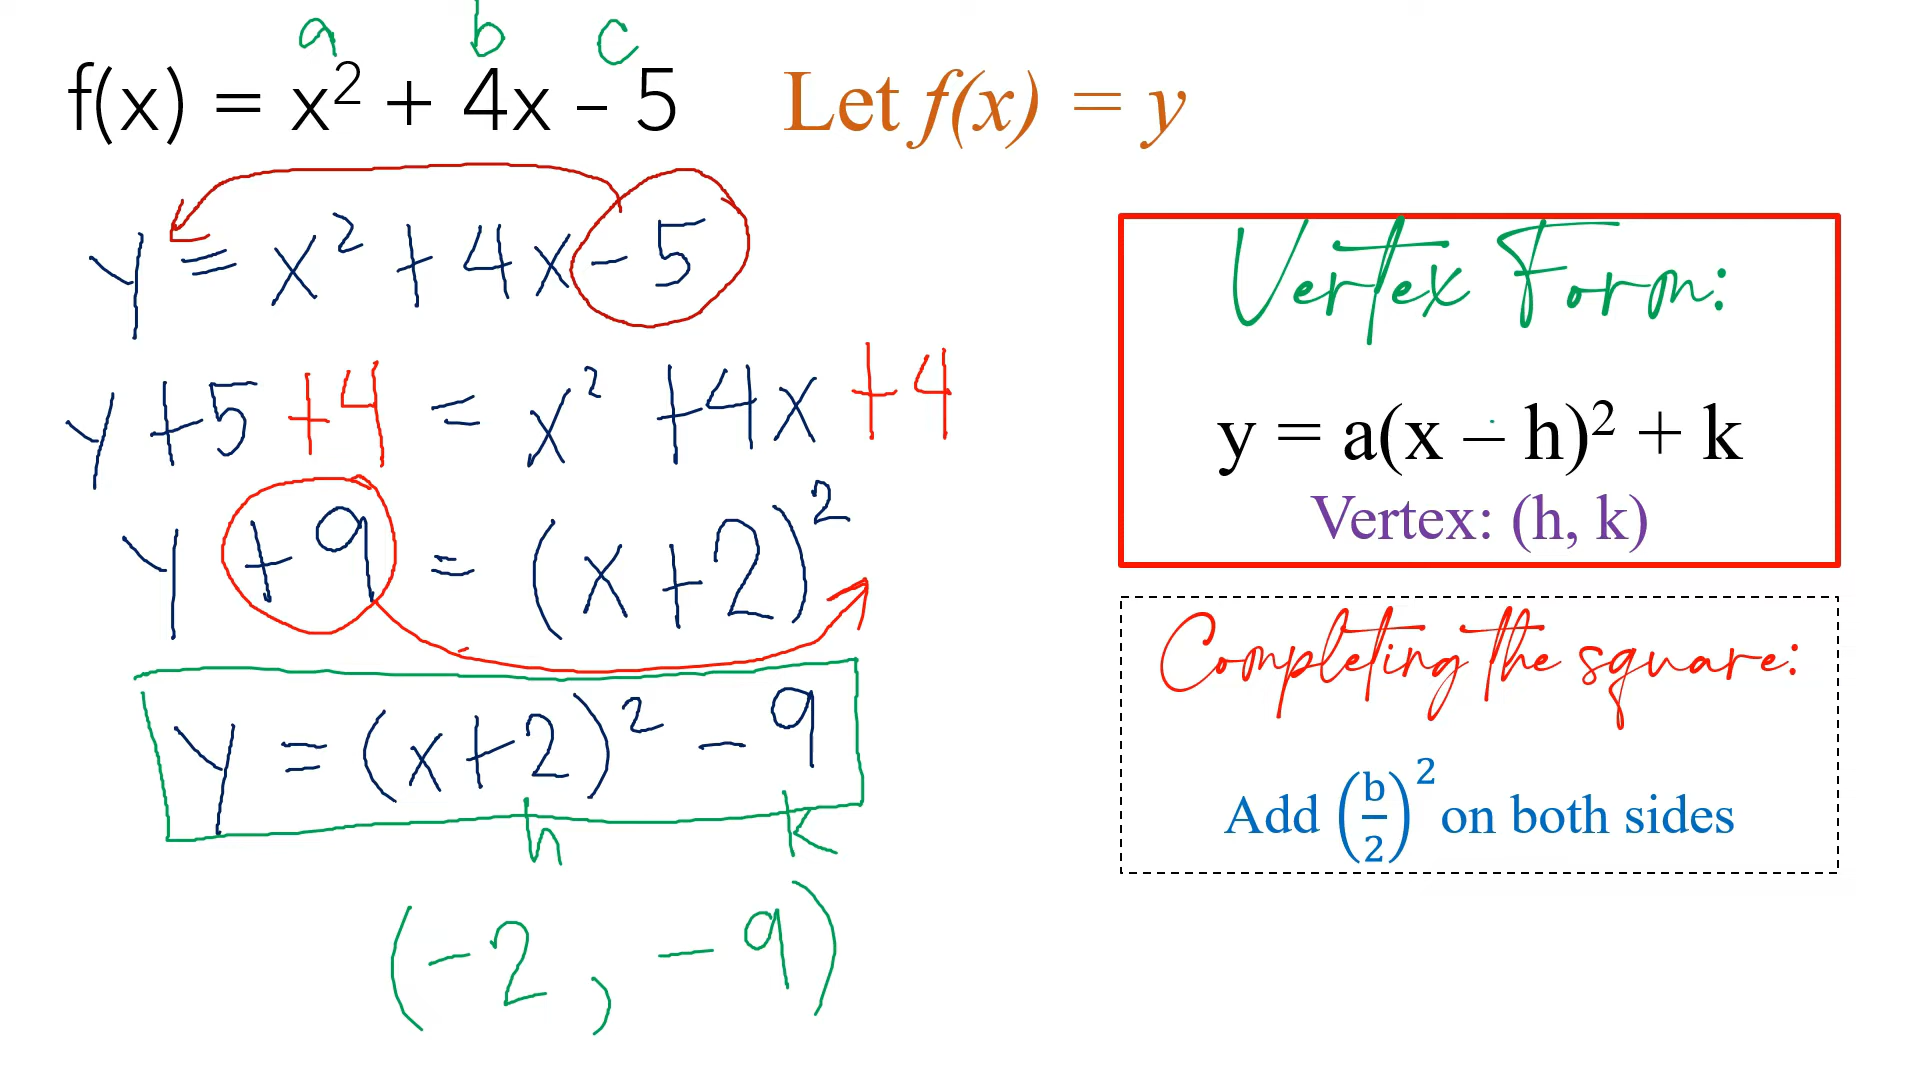 a b c
f(x) = x² + 4x – 5 Let f(x) = y
y = x² + 4x - 5
y + 5 + 4 = x² + 4x + 4
y + 9 = (x + 2)²
y = (x + 2)² - 9
h k
(-2, -9)
Vertex Form:
y = a(x – h)² + k
Vertex: (h, k)
Completing the square:
Add (b/2)² on both sides